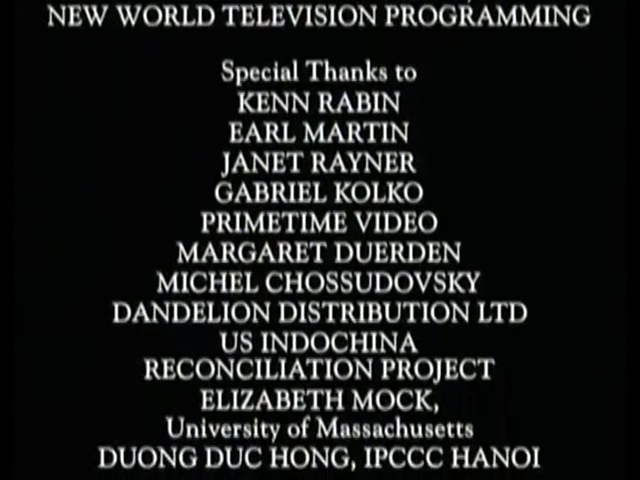 NEW WORLD TELEVISION PROGRAMMING
Special Thanks to
KENN RABIN
EARL MARTIN
JANET RAYNER
GABRIEL KOLKO
PRIMETIME VIDEO
MARGARET DUERDEN
MICHEL CHOSSUDOVSKY
DANDELION DISTRIBUTION LTD
US INDOCHINA
RECONCILIATION PROJECT
ELIZABETH MOCK,
University of Massachusetts
DUONG DUC HONG, IPCCC HANOI